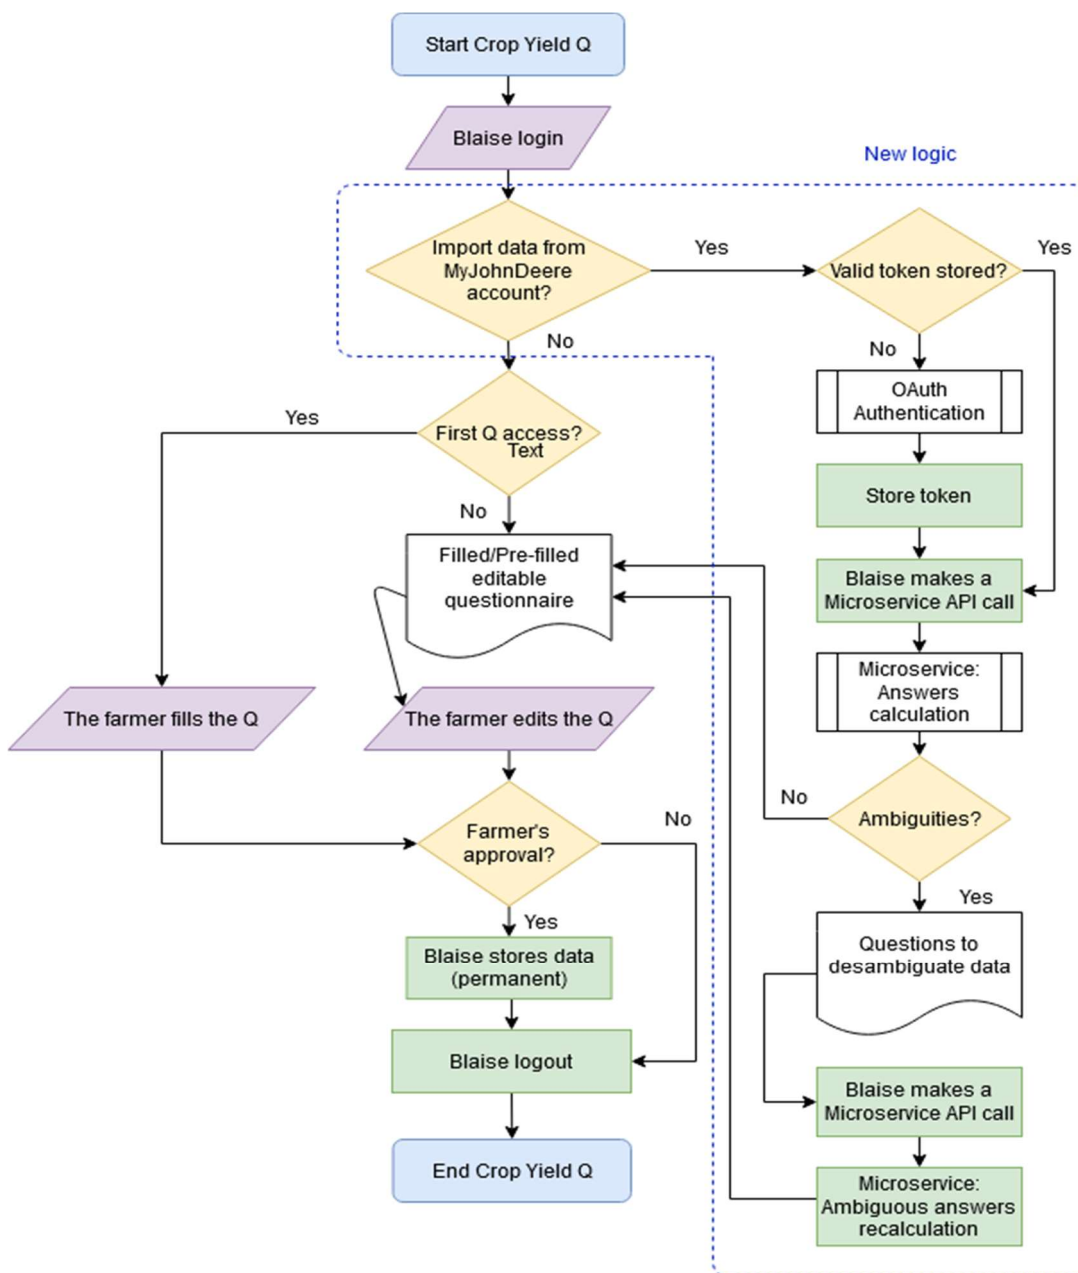 Start Crop Yield Q
Blaise login
New logic
Import data from
MyJohnDeere
account?
Yes
Valid token stored?
Yes
No
No
OAuth
Authentication
First Q access?
Text
Yes
Store token
No
Filled/Pre-filled
editable
questionnaire
Blaise makes a
Microservice API call
Microservice:
Answers
calculation
The farmer fills the Q
The farmer edits the Q
No
Ambiguities?
Farmer's
approval?
No
Yes
Yes
Questions to
desambiguate data
Blaise stores data
(permanent)
Blaise logout
Blaise makes a
Microservice API call
End Crop Yield Q
Microservice:
Ambiguous answers
recalculation